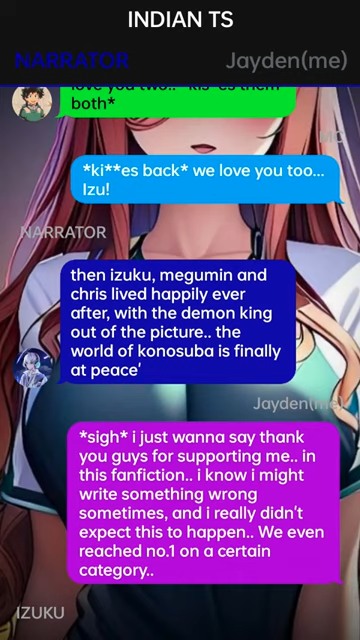 INDIAN TS
NARRATOR
Jayden(me)
love you two.. *kis*es them
both*
MC
*ki**es back* we love you too...
Izu!
NARRATOR
then izuku, megumin and
chris lived happily ever
after, with the demon king
out of the picture.. the
world of konosuba is finally
at peace'
Jayden(me)
*sigh* i just wanna say thank
you guys for supporting me.. in
this fanfiction.. i know i might
write something wrong
sometimes, and i really didn't
expect this to happen.. We even
reached no.1 on a certain
category..
IZUKU